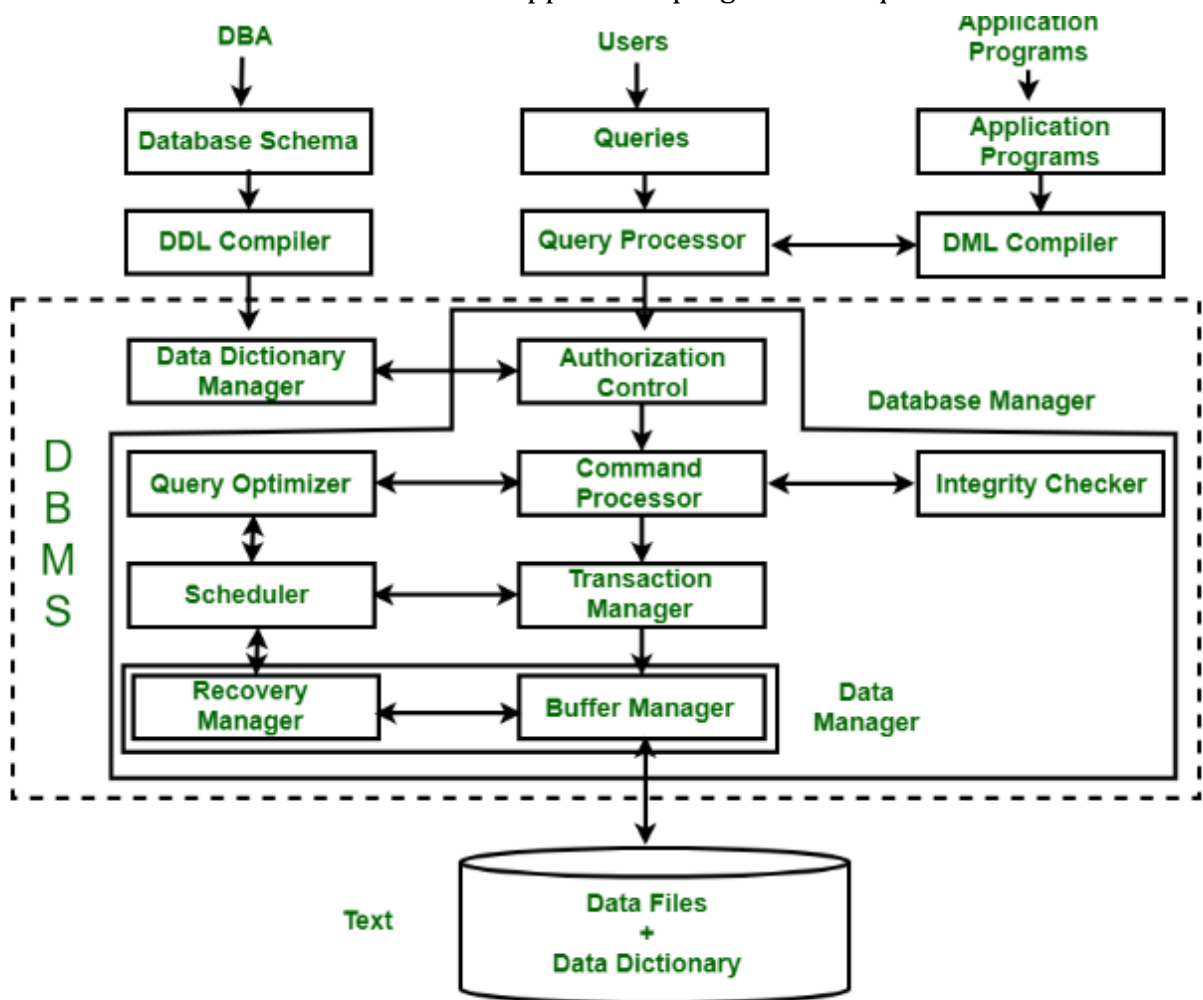 DBA
Users
Application
Programs
Database Schema
Queries
Application
Programs
DDL Compiler
Query Processor
DML Compiler
Data Dictionary
Manager
Authorization
Control
Database Manager
D
B
M
S
Query Optimizer
Command
Processor
Integrity Checker
Scheduler
Transaction
Manager
Recovery
Manager
Buffer Manager
Data
Manager
Text
Data Files
+
Data Dictionary